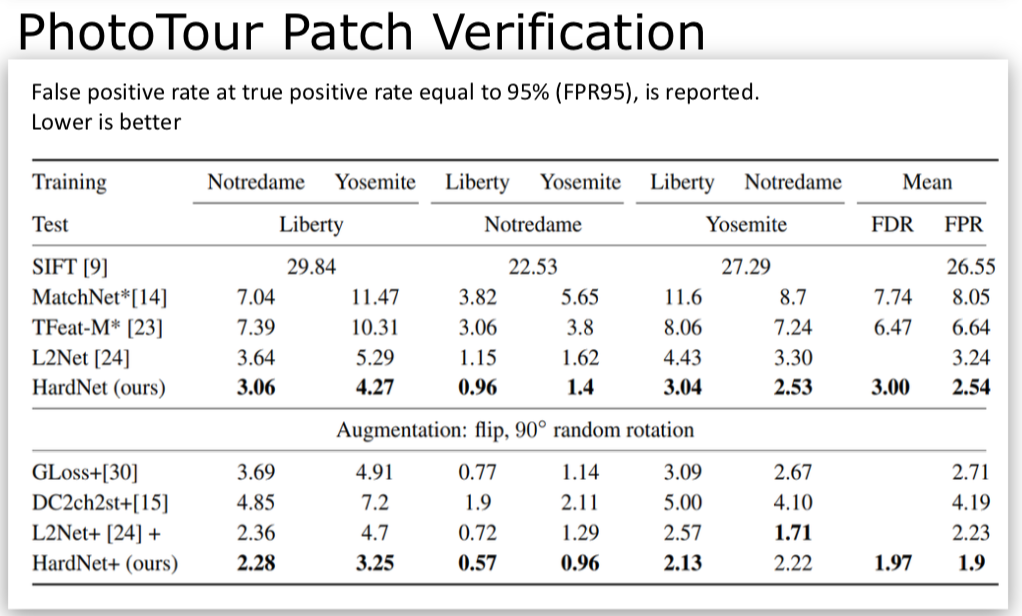 PhotoTour Patch Verification
False positive rate at true positive rate equal to 95% (FPR95), is reported.
Lower is better
Training Notredame Yosemite Liberty Yosemite Liberty Notredame Mean
Test Liberty Notredame Yosemite FDR FPR
SIFT [9] 29.84 22.53 27.29 26.55
MatchNet*[14] 7.04 11.47 3.82 5.65 11.6 8.7 7.74 8.05
TFeat-M* [23] 7.39 10.31 3.06 3.8 8.06 7.24 6.47 6.64
L2Net [24] 3.64 5.29 1.15 1.62 4.43 3.30 3.24
HardNet (ours) 3.06 4.27 0.96 1.4 3.04 2.53 3.00 2.54
Augmentation: flip, 90° random rotation
GLoss+[30] 3.69 4.91 0.77 1.14 3.09 2.67 2.71
DC2ch2st+[15] 4.85 7.2 1.9 2.11 5.00 4.10 4.19
L2Net+ [24] + 2.36 4.7 0.72 1.29 2.57 1.71 2.23
HardNet+ (ours) 2.28 3.25 0.57 0.96 2.13 2.22 1.97 1.9